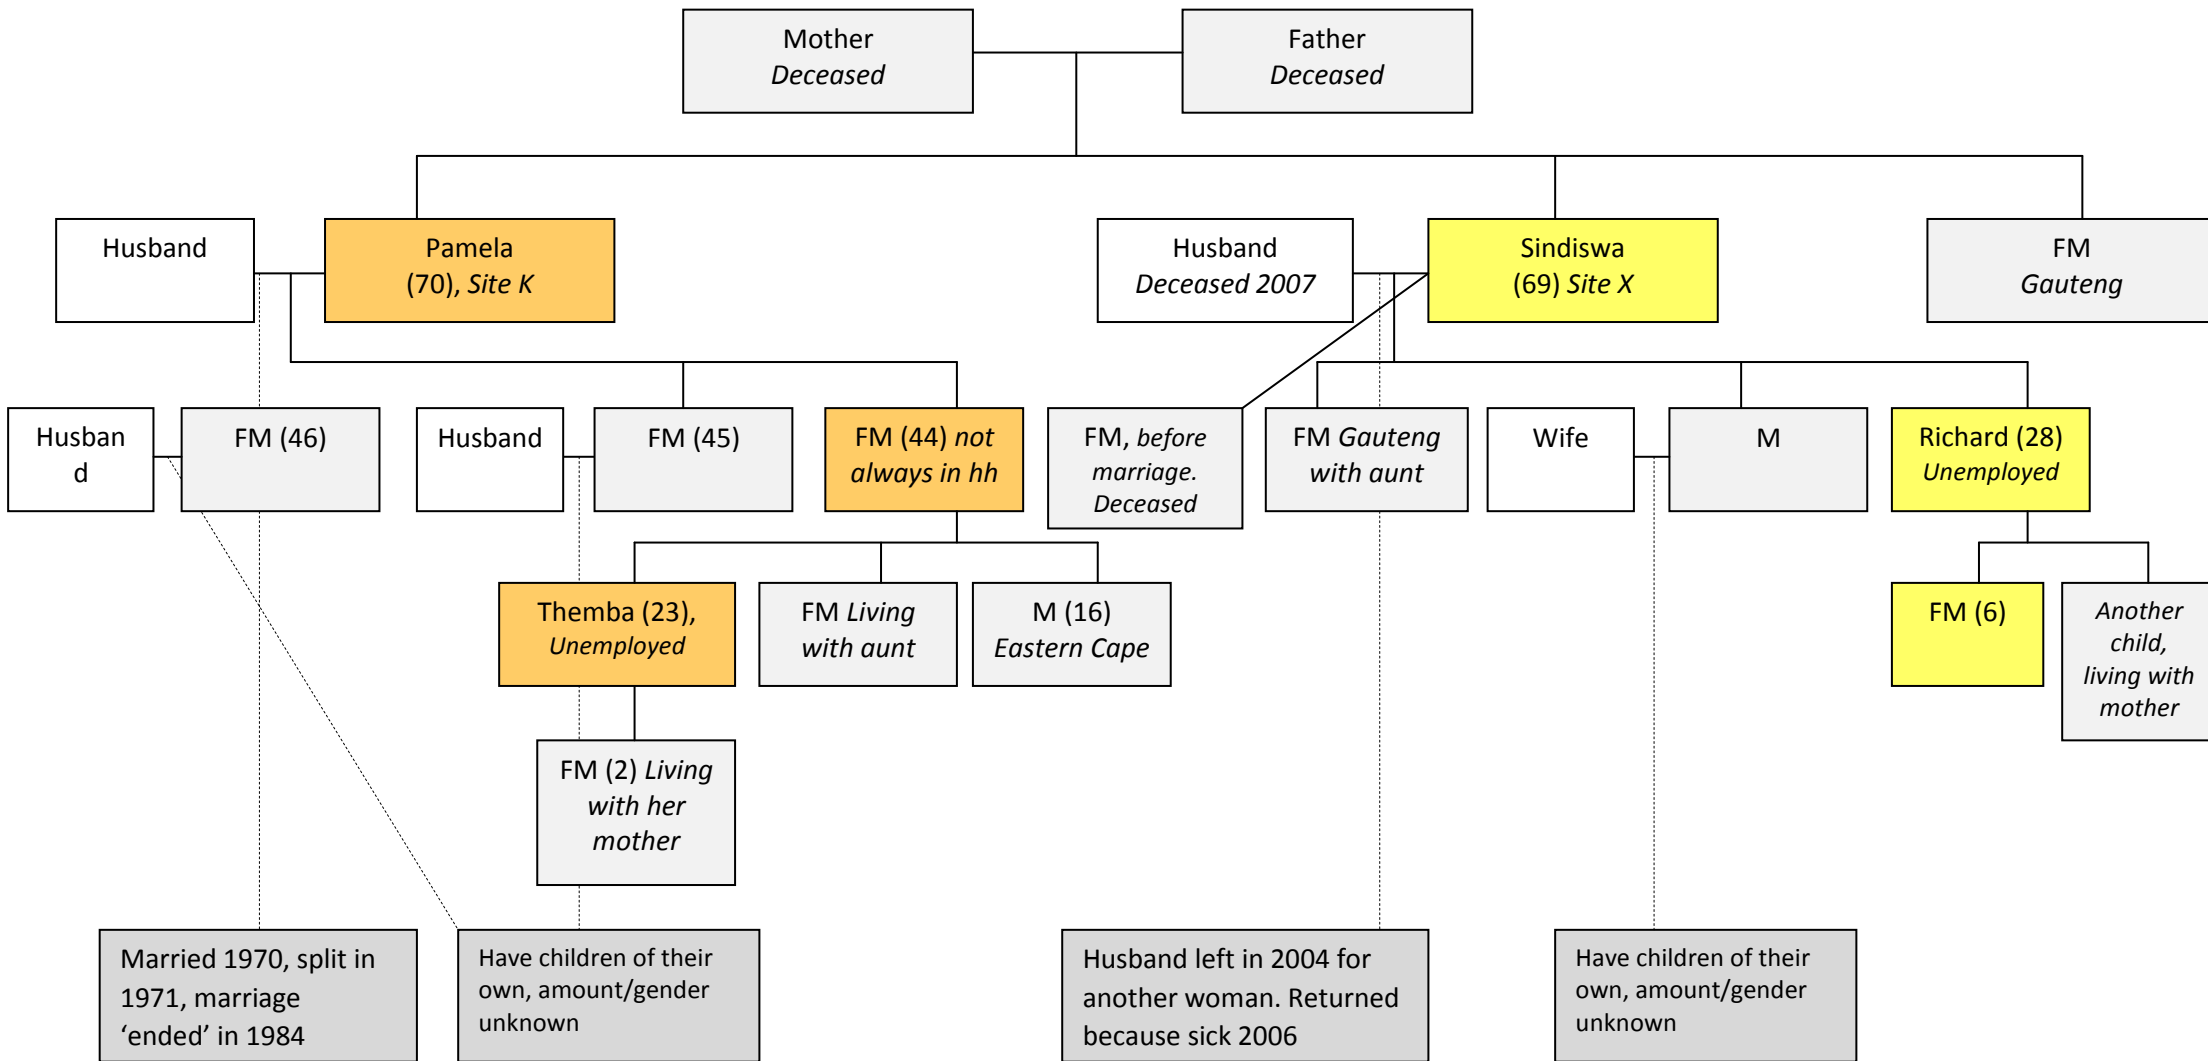 Mother
Deceased
Father
Deceased
Husband
Pamela
(70), Site K
Husband
Deceased 2007
Sindiswa
(69) Site X
FM
Gauteng
Husban
d
FM (46)
Husband
FM (45)
FM (44) not
always in hh
FM, before
marriage.
Deceased
FM Gauteng
with aunt
Wife
M
Richard (28)
Unemployed
Themba (23),
Unemployed
FM Living
with aunt
M (16)
Eastern Cape
FM (6)
Another
child,
living with
mother
FM (2) Living
with her
mother
Married 1970, split in
1971, marriage
‘ended’ in 1984
Have children of their
own, amount/gender
unknown
Husband left in 2004 for
another woman. Returned
because sick 2006
Have children of their
own, amount/gender
unknown